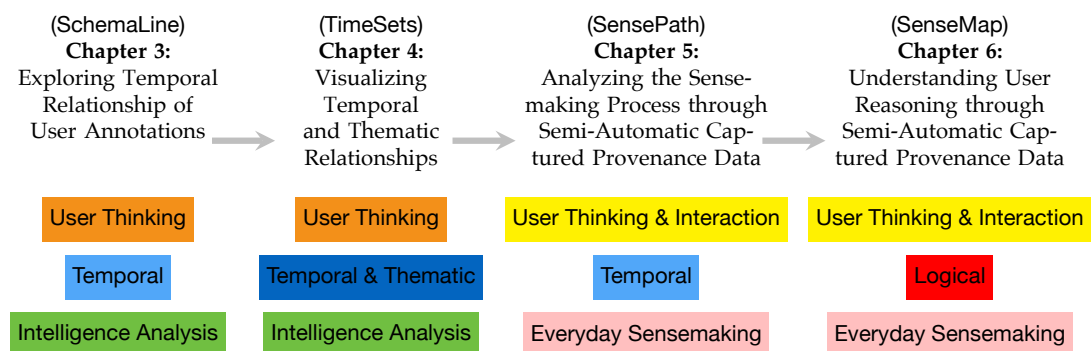 (SchemaLine)
Chapter 3:
Exploring Temporal
Relationship of
User Annotations
User Thinking
Temporal
Intelligence Analysis
(TimeSets)
Chapter 4:
Visualizing
Temporal
and Thematic
Relationships
User Thinking
Temporal & Thematic
Intelligence Analysis
(SensePath)
Chapter 5:
Analyzing the Sense-
making Process through
Semi-Automatic Cap-
tured Provenance Data
User Thinking & Interaction
Temporal
Everyday Sensemaking
(SenseMap)
Chapter 6:
Understanding User
Reasoning through
Semi-Automatic Cap-
tured Provenance Data
User Thinking & Interaction
Logical
Everyday Sensemaking